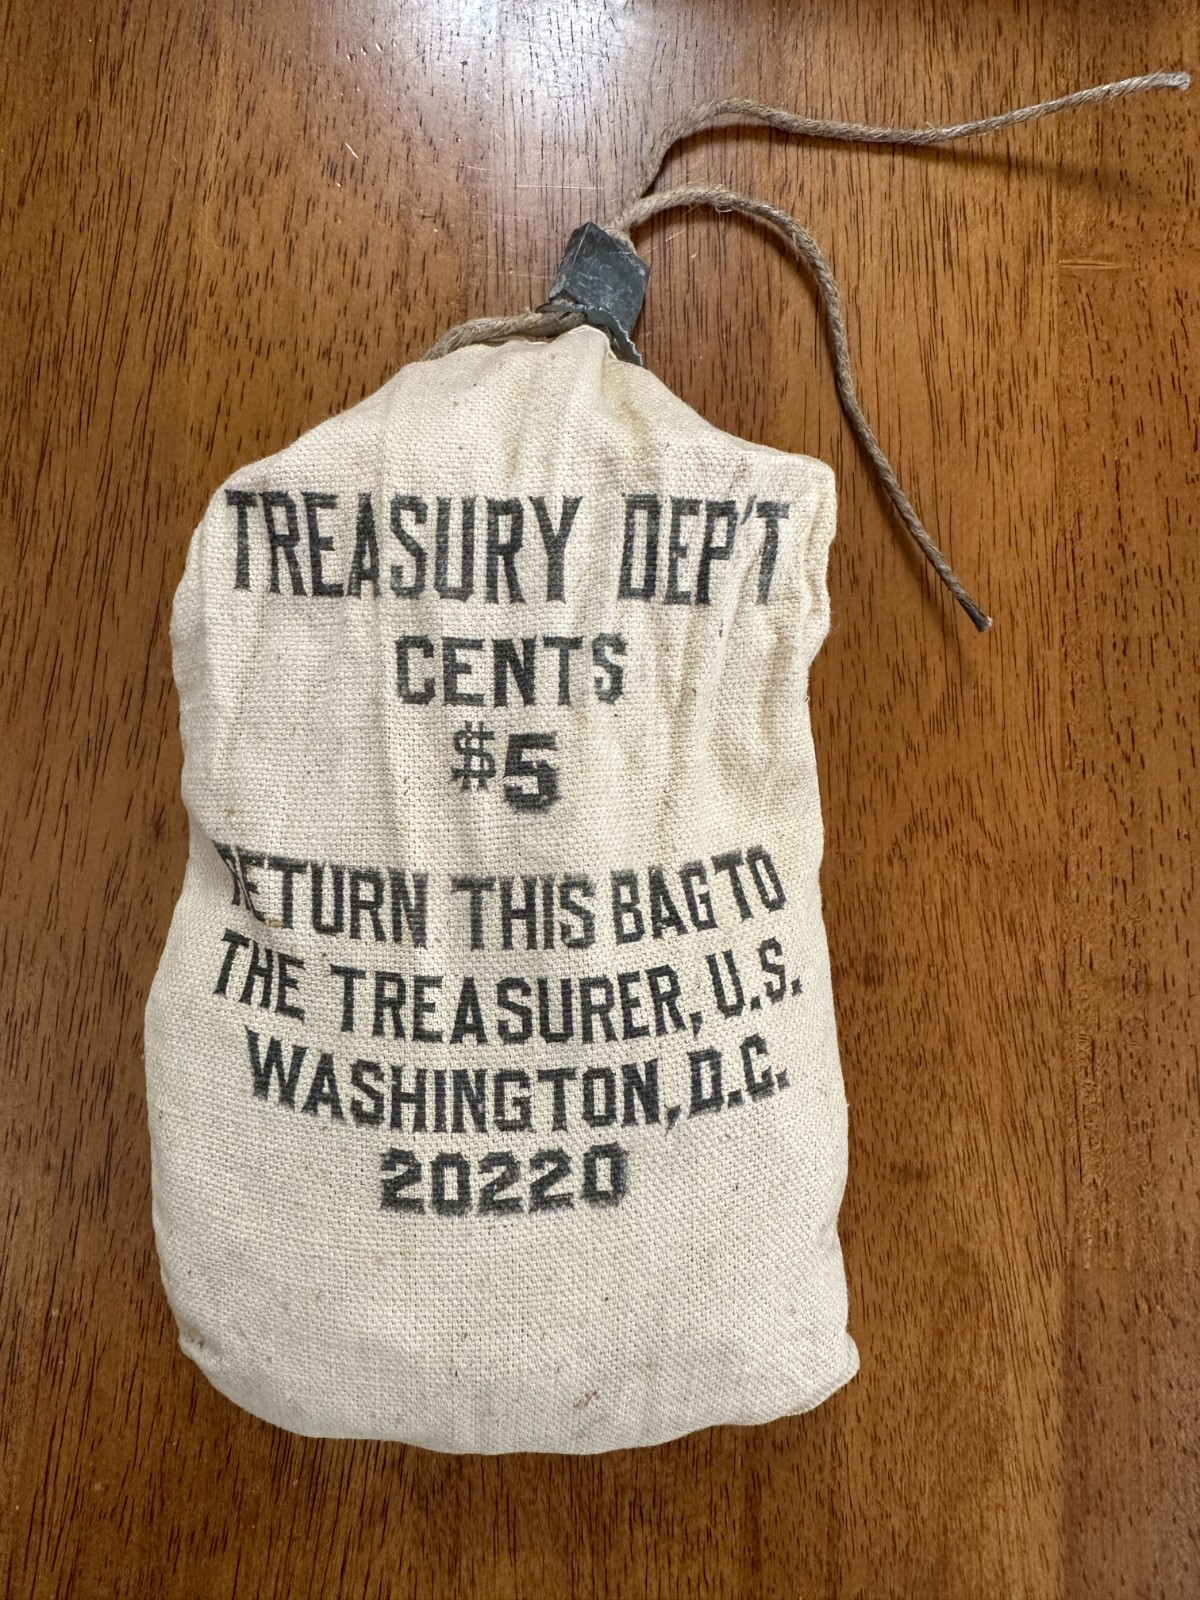 TREASURY DEP'T
CENTS
$5
RETURN THIS BAG TO
THE TREASURER, U.S.
WASHINGTON, D.C.
20220